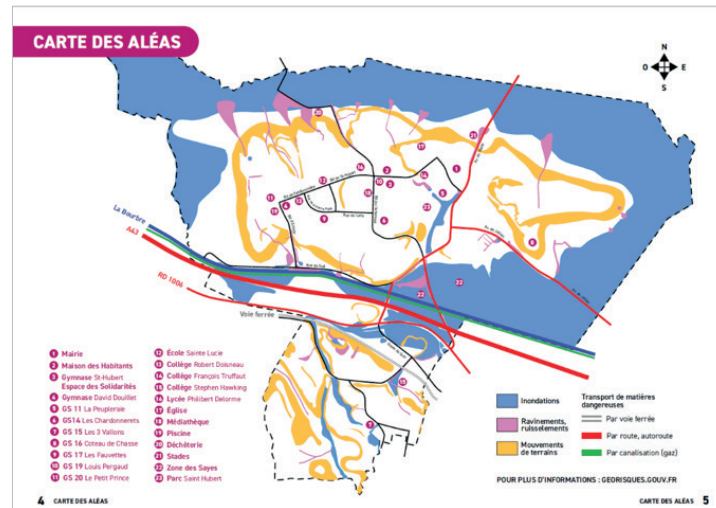 CARTE DES ALÉAS
N
O
E
S
La Bourbre
A43
RD 1006
Voie ferrée
1 Mairie
2 Maison des Habitants
3 Gymnase St-Hubert
Espace des Solidarités
4 Gymnase David Douillet
5 GS 11 La Peupleraie
6 GS14 Les Chardonnerets
7 GS 15 Les 3 Vallons
8 GS 16 Coteau de Chasse
9 GS 17 Les Fauvettes
10 GS 19 Louis Pergaud
11 GS 20 Le Petit Prince
12 École Sainte Lucie
13 Collège Robert Doisneau
14 Collège François Truffaut
15 Collège Stephen Hawking
16 Lycée Philibert Delorme
17 Église
18 Médiathèque
19 Piscine
20 Déchèterie
21 Stades
22 Zone des Sayes
23 Parc Saint Hubert
Inondations
Ravinements,
ruissellements
Mouvements
de terrains
Transport de matières
dangereuses
Par voie ferrée
Par route, autoroute
Par canalisation (gaz)
POUR PLUS D'INFORMATIONS : GEORISQUES.GOUV.FR
4 CARTE DES ALÉAS
CARTE DES ALÉAS 5